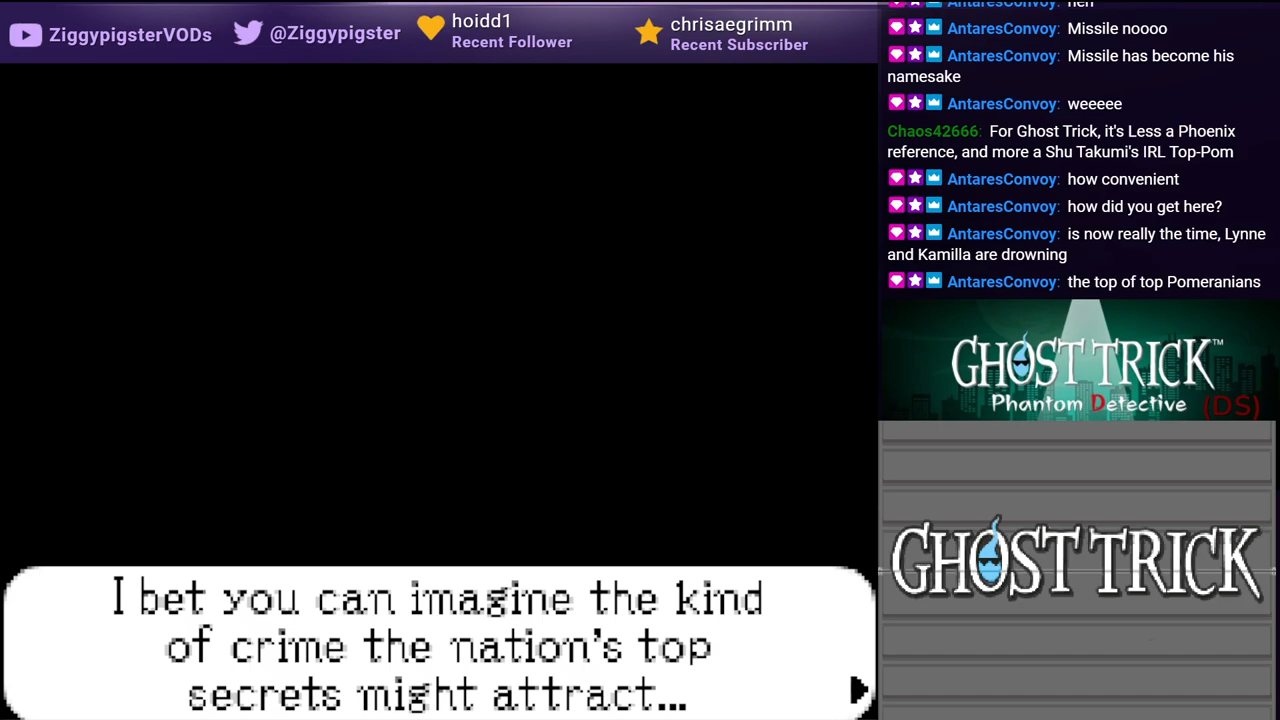 ZiggypigsterVODs
@Ziggypigster
hoidd1
Recent Follower
chrisaegrimm
Recent Subscriber
AntaresConvoy: Missile noooo
AntaresConvoy: Missile has become his
namesake
AntaresConvoy: weeeee
Chaos42666: For Ghost Trick, it's Less a Phoenix
reference, and more a Shu Takumi's IRL Top-Pom
AntaresConvoy: how convenient
AntaresConvoy: how did you get here?
AntaresConvoy: is now really the time, Lynne
and Kamilla are drowning
AntaresConvoy: the top of top Pomeranians
GHOST TRICK™
Phantom Detective (DS)
GHOST TRICK
I bet you can imagine the kind
of crime the nation's top
secrets might attract...